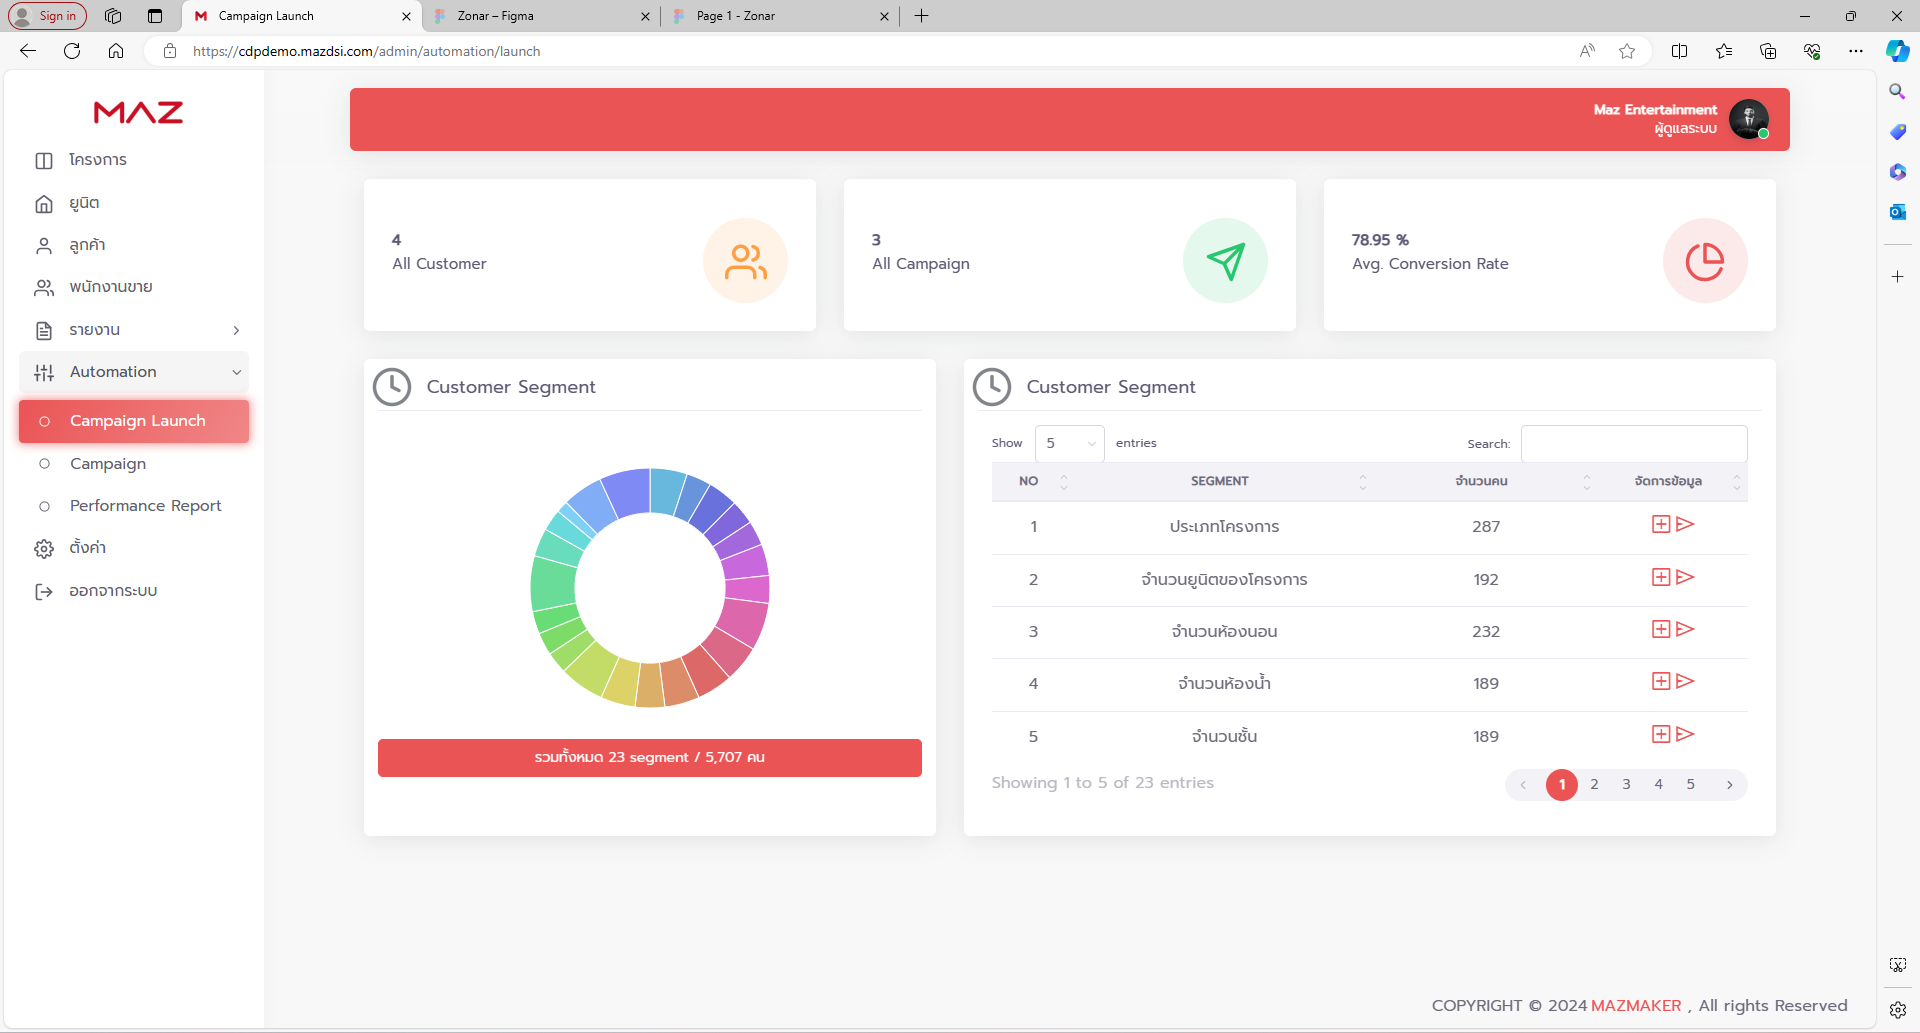 Sign in
Campaign Launch
Zonar – Figma
Page 1 - Zonar
https://cdpdemo.mazdsi.com/admin/automation/launch
MAZ
โครงการ
ยูนิต
ลูกค้า
พนักงานขาย
รายงาน
Automation
Campaign Launch
Campaign
Performance Report
ตั้งค่า
ออกจากระบบ
Maz Entertainment
ผู้ดูแลระบบ
4
All Customer
3
All Campaign
78.95 %
Avg. Conversion Rate
Customer Segment
รวมทั้งหมด 23 segment / 5,707 คน
Customer Segment
Show 5 entries Search:
NO SEGMENT จำนวนคน จัดการข้อมูล
1 ประเภทโครงการ 287
2 จำนวนยูนิตของโครงการ 192
3 จำนวนห้องนอน 232
4 จำนวนห้องน้ำ 189
5 จำนวนชั้น 189
Showing 1 to 5 of 23 entries
1 2 3 4 5
COPYRIGHT © 2024 MAZMAKER , All rights Reserved